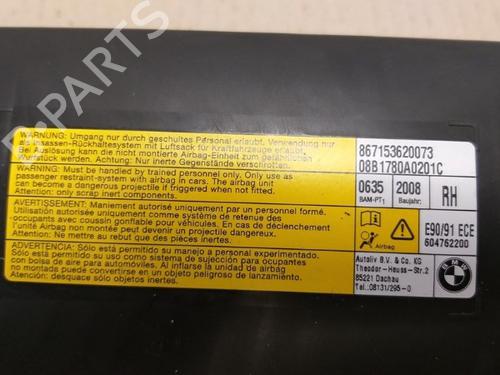 B-PARTS
WARNUNG: Umgang nur durch geschultes Personal erlaubt. Verwendung nur
als Insassen-Rückhaltesystem mit Luftsack für Kraftfahrzeuge erlaubt.
Bei Auslösung kann die nicht montierte Airbag-Einheit zum gefährlich
Wurfstück werden. Achtung: Nur inerte Gegenstände verschrotten.
WARNING: Must be handled by trained personnel only. Only to be used as
passenger restraint-system with airbag in vehicles. The airbag unit
can become a dangerous projectile if triggered when not fitted.
Attention: only scrap inert components.
AVERTISSEMENT: Maniement uniquement par un personnel formé.
Utilisation autorisée uniquement comme système de retenue des
occupants avec coussin gonflable pour véhicules. En cas de déclenchement
l'unité Airbag non montée peut devenir un projectile dangereux.
Attention: Ne mettre au rebut que des pièces inertes.
ADVERTENCIA: Sólo está permitido su manejo a personal experimentado.
Sólo está permitido su uso como sistema de sujeción para ocupantes
con bolsa de aire para automóviles. Si salta la unidad de airbag
no montada puede convertirse en un objeto peligroso de lanzamiento.
Atención: desguace sólo objetos inertes.
867153620073
08B1780A0201C
0635
BAM-PT1
2008
Baujahr:
RH
Airbag
E90/91 ECE
604762200
Autoliv B.V. & Co. KG
Theodor-Heuss-Str.2
85221 Dachau
Tel.:08131/295-0
BMW